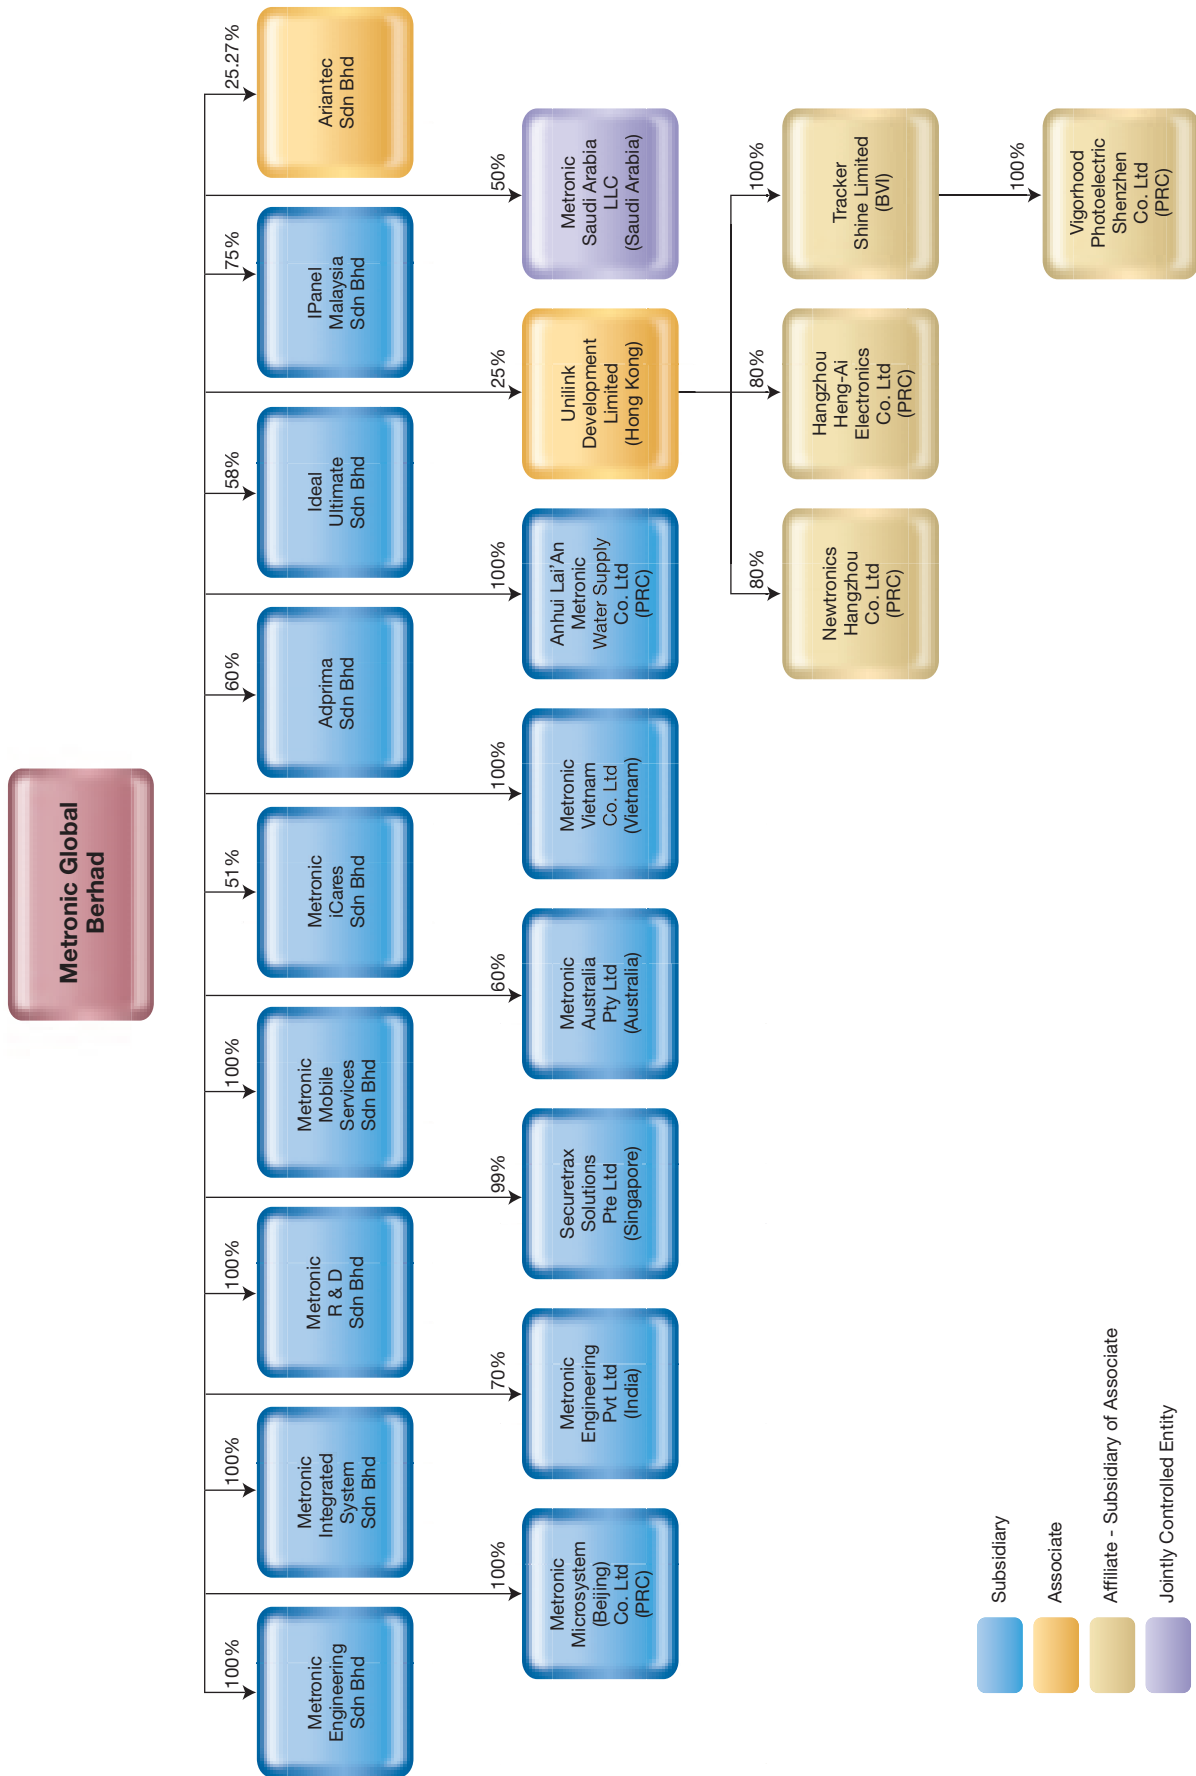 Metronic Global
Berhad
100%
Metronic
Engineering
Sdn Bhd
100%
Metronic
Integrated
System
Sdn Bhd
100%
Metronic
R & D
Sdn Bhd
100%
Metronic
Mobile
Services
Sdn Bhd
51%
Metronic
iCares
Sdn Bhd
60%
Adprima
Sdn Bhd
58%
Ideal
Ultimate
Sdn Bhd
75%
IPanel
Malaysia
Sdn Bhd
25.27%
Ariantec
Sdn Bhd
100%
Metronic
Microsystem
(Beijing)
Co. Ltd
(PRC)
70%
Metronic
Engineering
Pvt Ltd
(India)
99%
Securetrax
Solutions
Pte Ltd
(Singapore)
60%
Metronic
Australia
Pty Ltd
(Australia)
100%
Metronic
Vietnam
Co. Ltd
(Vietnam)
100%
Anhui Lai'An
Metronic
Water Supply
Co. Ltd
(PRC)
25%
Unilink
Development
Limited
(Hong Kong)
50%
Metronic
Saudi Arabia
LLC
(Saudi Arabia)
80%
Newtronics
Hangzhou
Co. Ltd
(PRC)
80%
Hangzhou
Heng-Ai
Electronics
Co. Ltd
(PRC)
100%
Tracker
Shine Limited
(BVI)
100%
Vigorhood
Photoelectric
Shenzhen
Co. Ltd
(PRC)
Subsidiary
Associate
Affiliate - Subsidiary of Associate
Jointly Controlled Entity